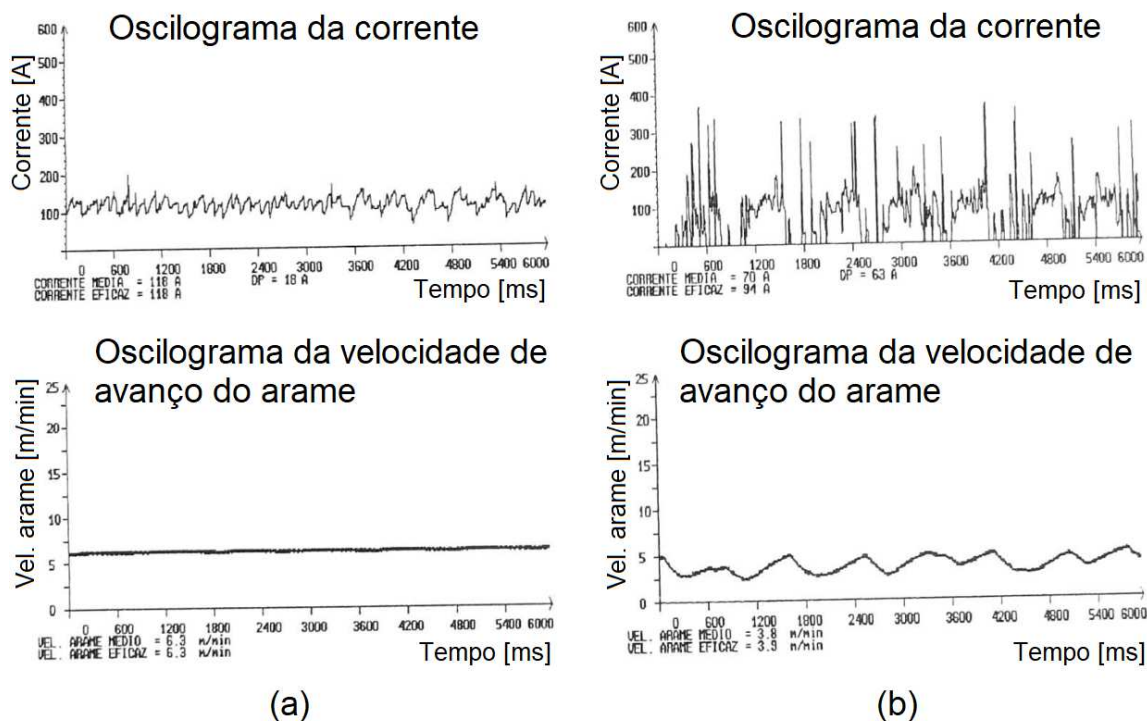 Oscilograma da corrente
Corrente [A]
600
500
400
300
200
100
0 600 1200 1800 2400 3000 3600 4200 4800 5400 6000
CORRENTE MEDIA = 118 A DP = 18 A
CORRENTE EFICAZ = 118 A
Tempo [ms]
Oscilograma da corrente
Corrente [A]
600
500
400
300
200
100
0 600 1200 1800 2400 3000 3600 4200 4800 5400 6000
CORRENTE MEDIA = 70 A DP = 63 A
CORRENTE EFICAZ = 94 A
Tempo [ms]
Oscilograma da velocidade de
avanço do arame
Vel. arame [m/min]
25
20
15
10
5
0
0 600 1200 1800 2400 3000 3600 4200 4800 5400 6000
VEL. ARAME MEDIO = 6.3 m/min
VEL. ARAME EFICAZ = 6.3 m/min
Tempo [ms]
(a)
Oscilograma da velocidade de
avanço do arame
Vel. arame [m/min]
25
20
15
10
5
0
0 600 1200 1800 2400 3000 3600 4200 4800 5400 6000
VEL. ARAME MEDIO = 3.8 m/min
VEL. ARAME EFICAZ = 3.9 m/min
Tempo [ms]
(b)